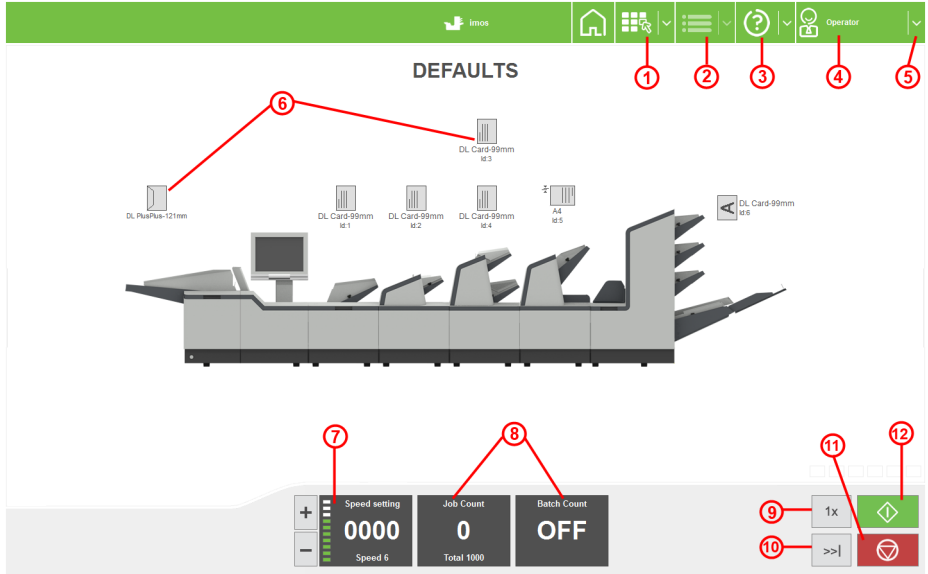 imos
Operator
1
2
3
4
5
DEFAULTS
6
DL Card-99mm
Id:3
DL PlusPlus-121mm
DL Card-99mm
Id:1
DL Card-99mm
Id:2
DL Card-99mm
Id:4
A4
Id:5
A
DL Card-99mm
Id:6
7
8
11
12
Speed setting
0000
Speed 6
Job Count
0
Total 1000
Batch Count
OFF
+
−
9
1x
10
>>|